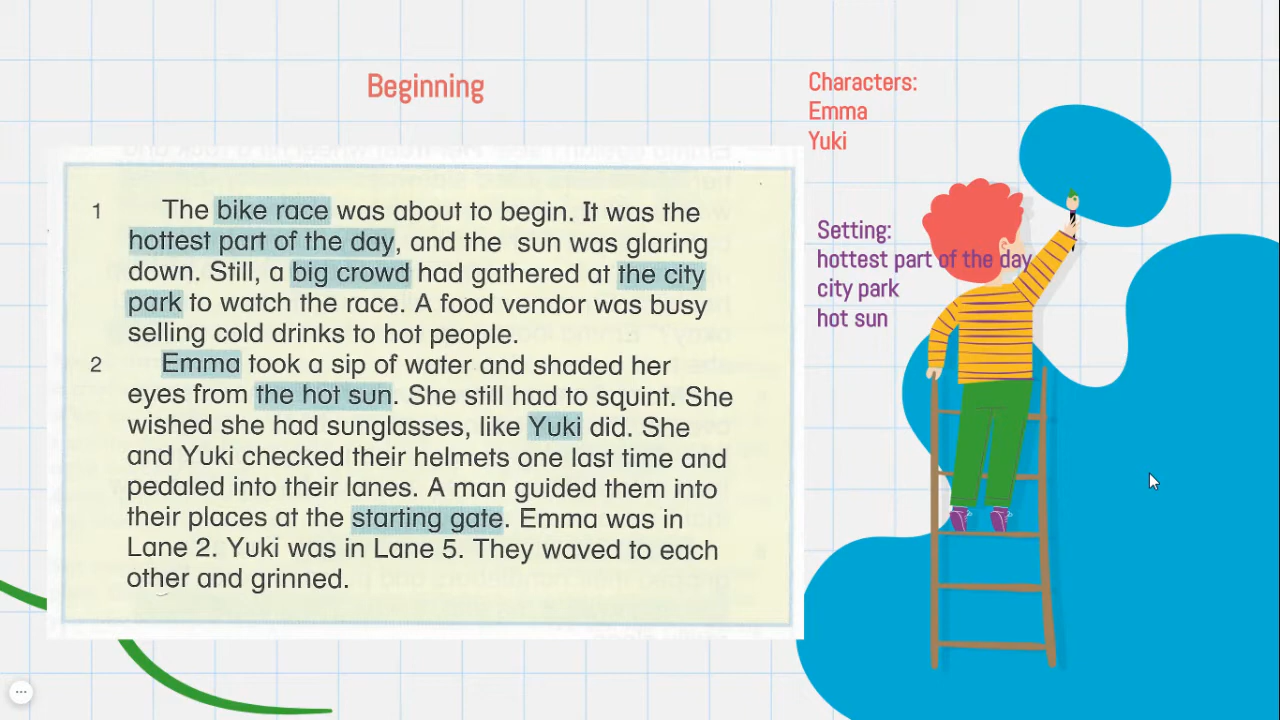 Beginning
1 The bike race was about to begin. It was the
hottest part of the day, and the sun was glaring
down. Still, a big crowd had gathered at the city
park to watch the race. A food vendor was busy
selling cold drinks to hot people.
2 Emma took a sip of water and shaded her
eyes from the hot sun. She still had to squint. She
wished she had sunglasses, like Yuki did. She
and Yuki checked their helmets one last time and
pedaled into their lanes. A man guided them into
their places at the starting gate. Emma was in
Lane 2. Yuki was in Lane 5. They waved to each
other and grinned.
Characters:
Emma
Yuki
Setting:
hottest part of the day
city park
hot sun